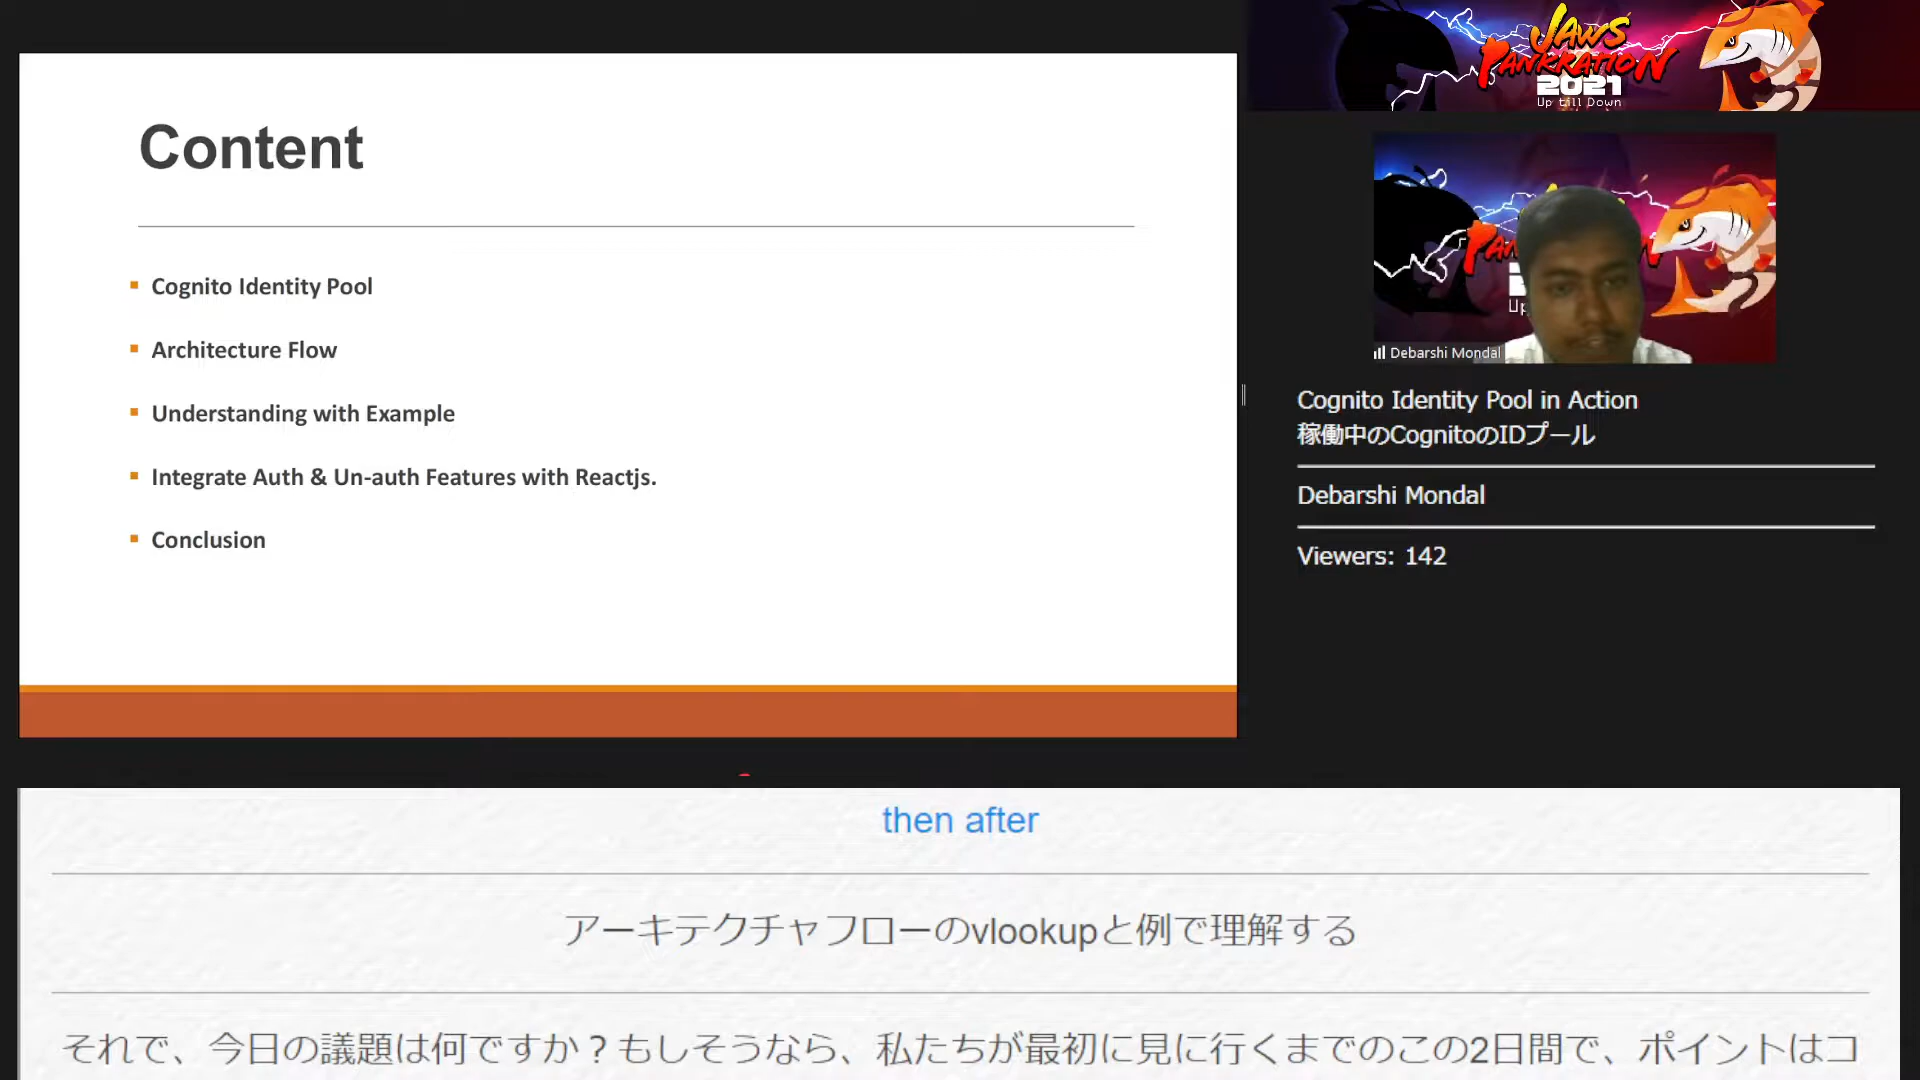 Content
Cognito Identity Pool
Architecture Flow
Understanding with Example
Integrate Auth & Un-auth Features with Reactjs.
Conclusion
JAWS
PANKRATION
2021
Up till Down
Up
Debarshi Mondal
Cognito Identity Pool in Action
稼働中のCognitoのIDプール
Debarshi Mondal
Viewers: 142
then after
アーキテクチャフローのvlookupと例で理解する
それで、今日の議題は何ですか？もしそうなら、私たちが最初に見に行くまでのこの2日間で、ポイントはコ